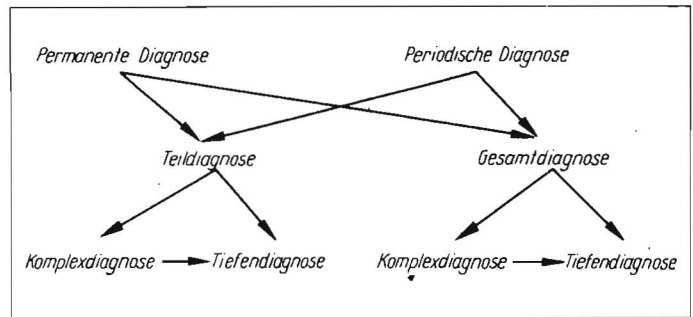 Permanente Diagnose Periodische Diagnose
Teildiagnose Gesamtdiagnose
Komplexdiagnose Tiefendiagnose Komplexdiagnose Tiefendiagnose